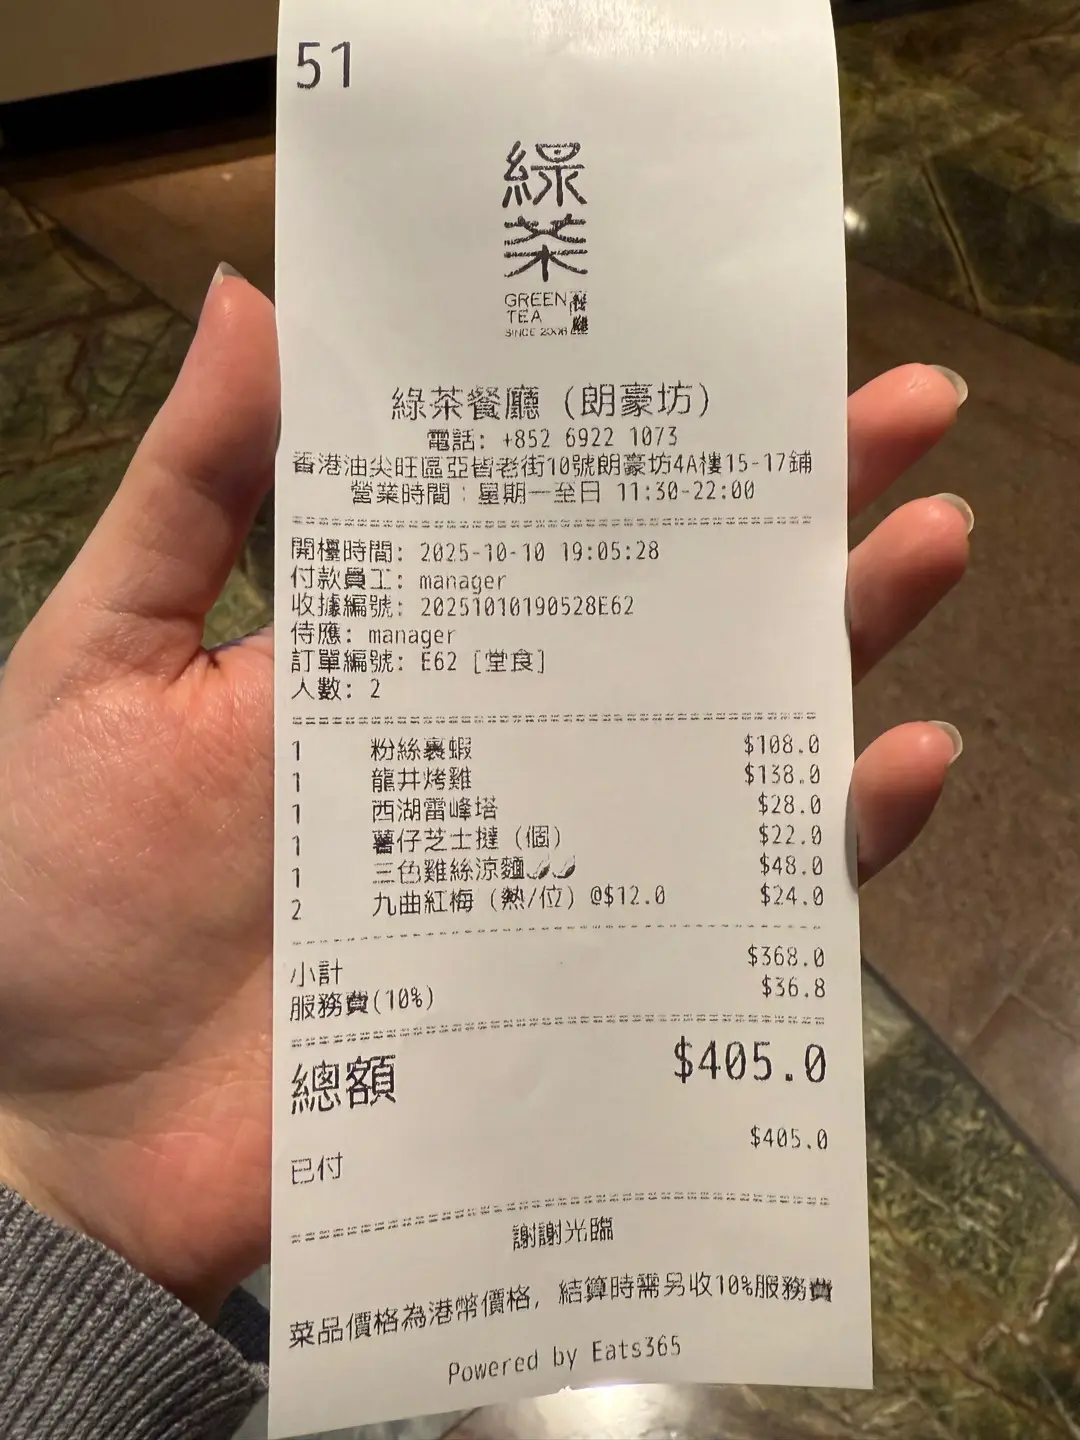 51
綠
茶
GREEN
TEA
SINCE 2008
綠茶餐廳 (朗豪坊)
電話: +852 6922 1073
香港油尖旺區亞皆老街10號朗豪坊4A樓15-17鋪
營業時間：星期一至日 11:30-22:00
開檯時間: 2025-10-10 19:05:28
付款員工: manager
收據編號: 20251010190528E62
侍應: manager
訂單編號: E62 [堂食]
人數: 2
1 粉絲裹蝦 $108.0
1 龍井烤雞 $138.0
1 西湖雷峰塔 $28.0
1 薯仔芝士撻 (個) $22.0
1 三色雞絲涼麵🌶🌶 $48.0
2 九曲紅梅 (熱/位) @$12.0 $24.0
小計 $368.0
服務費(10%) $36.8
總額 $405.0
已付 $405.0
謝謝光臨
菜品價格為港幣價格, 結算時需另收10%服務費
Powered by Eats365